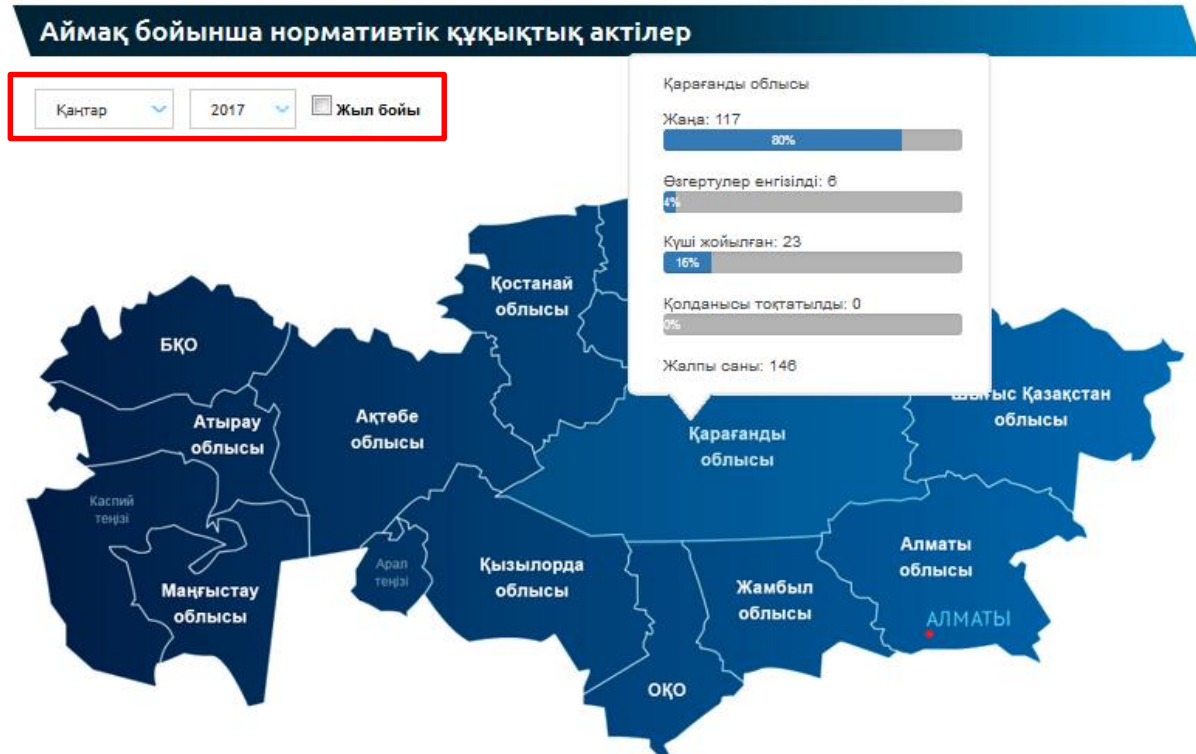 Аймақ бойынша нормативтік құқықтық актілер
Қаңтар
2017
Жыл бойы
Қарағанды облысы
Жаңа: 117
80%
Өзгертулер енгізілді: 6
4%
Күші жойылған: 23
16%
Қолданысы тоқтатылды: 0
0%
Жалпы саны: 146
Қостанай
облысы
БҚО
Атырау
облысы
Ақтөбе
облысы
Қарағанды
облысы
Шығыс Қазақстан
облысы
Каспий
теңізі
Маңғыстау
облысы
Арал
теңізі
Қызылорда
облысы
Жамбыл
облысы
Алматы
облысы
АЛМАТЫ
ОҚО